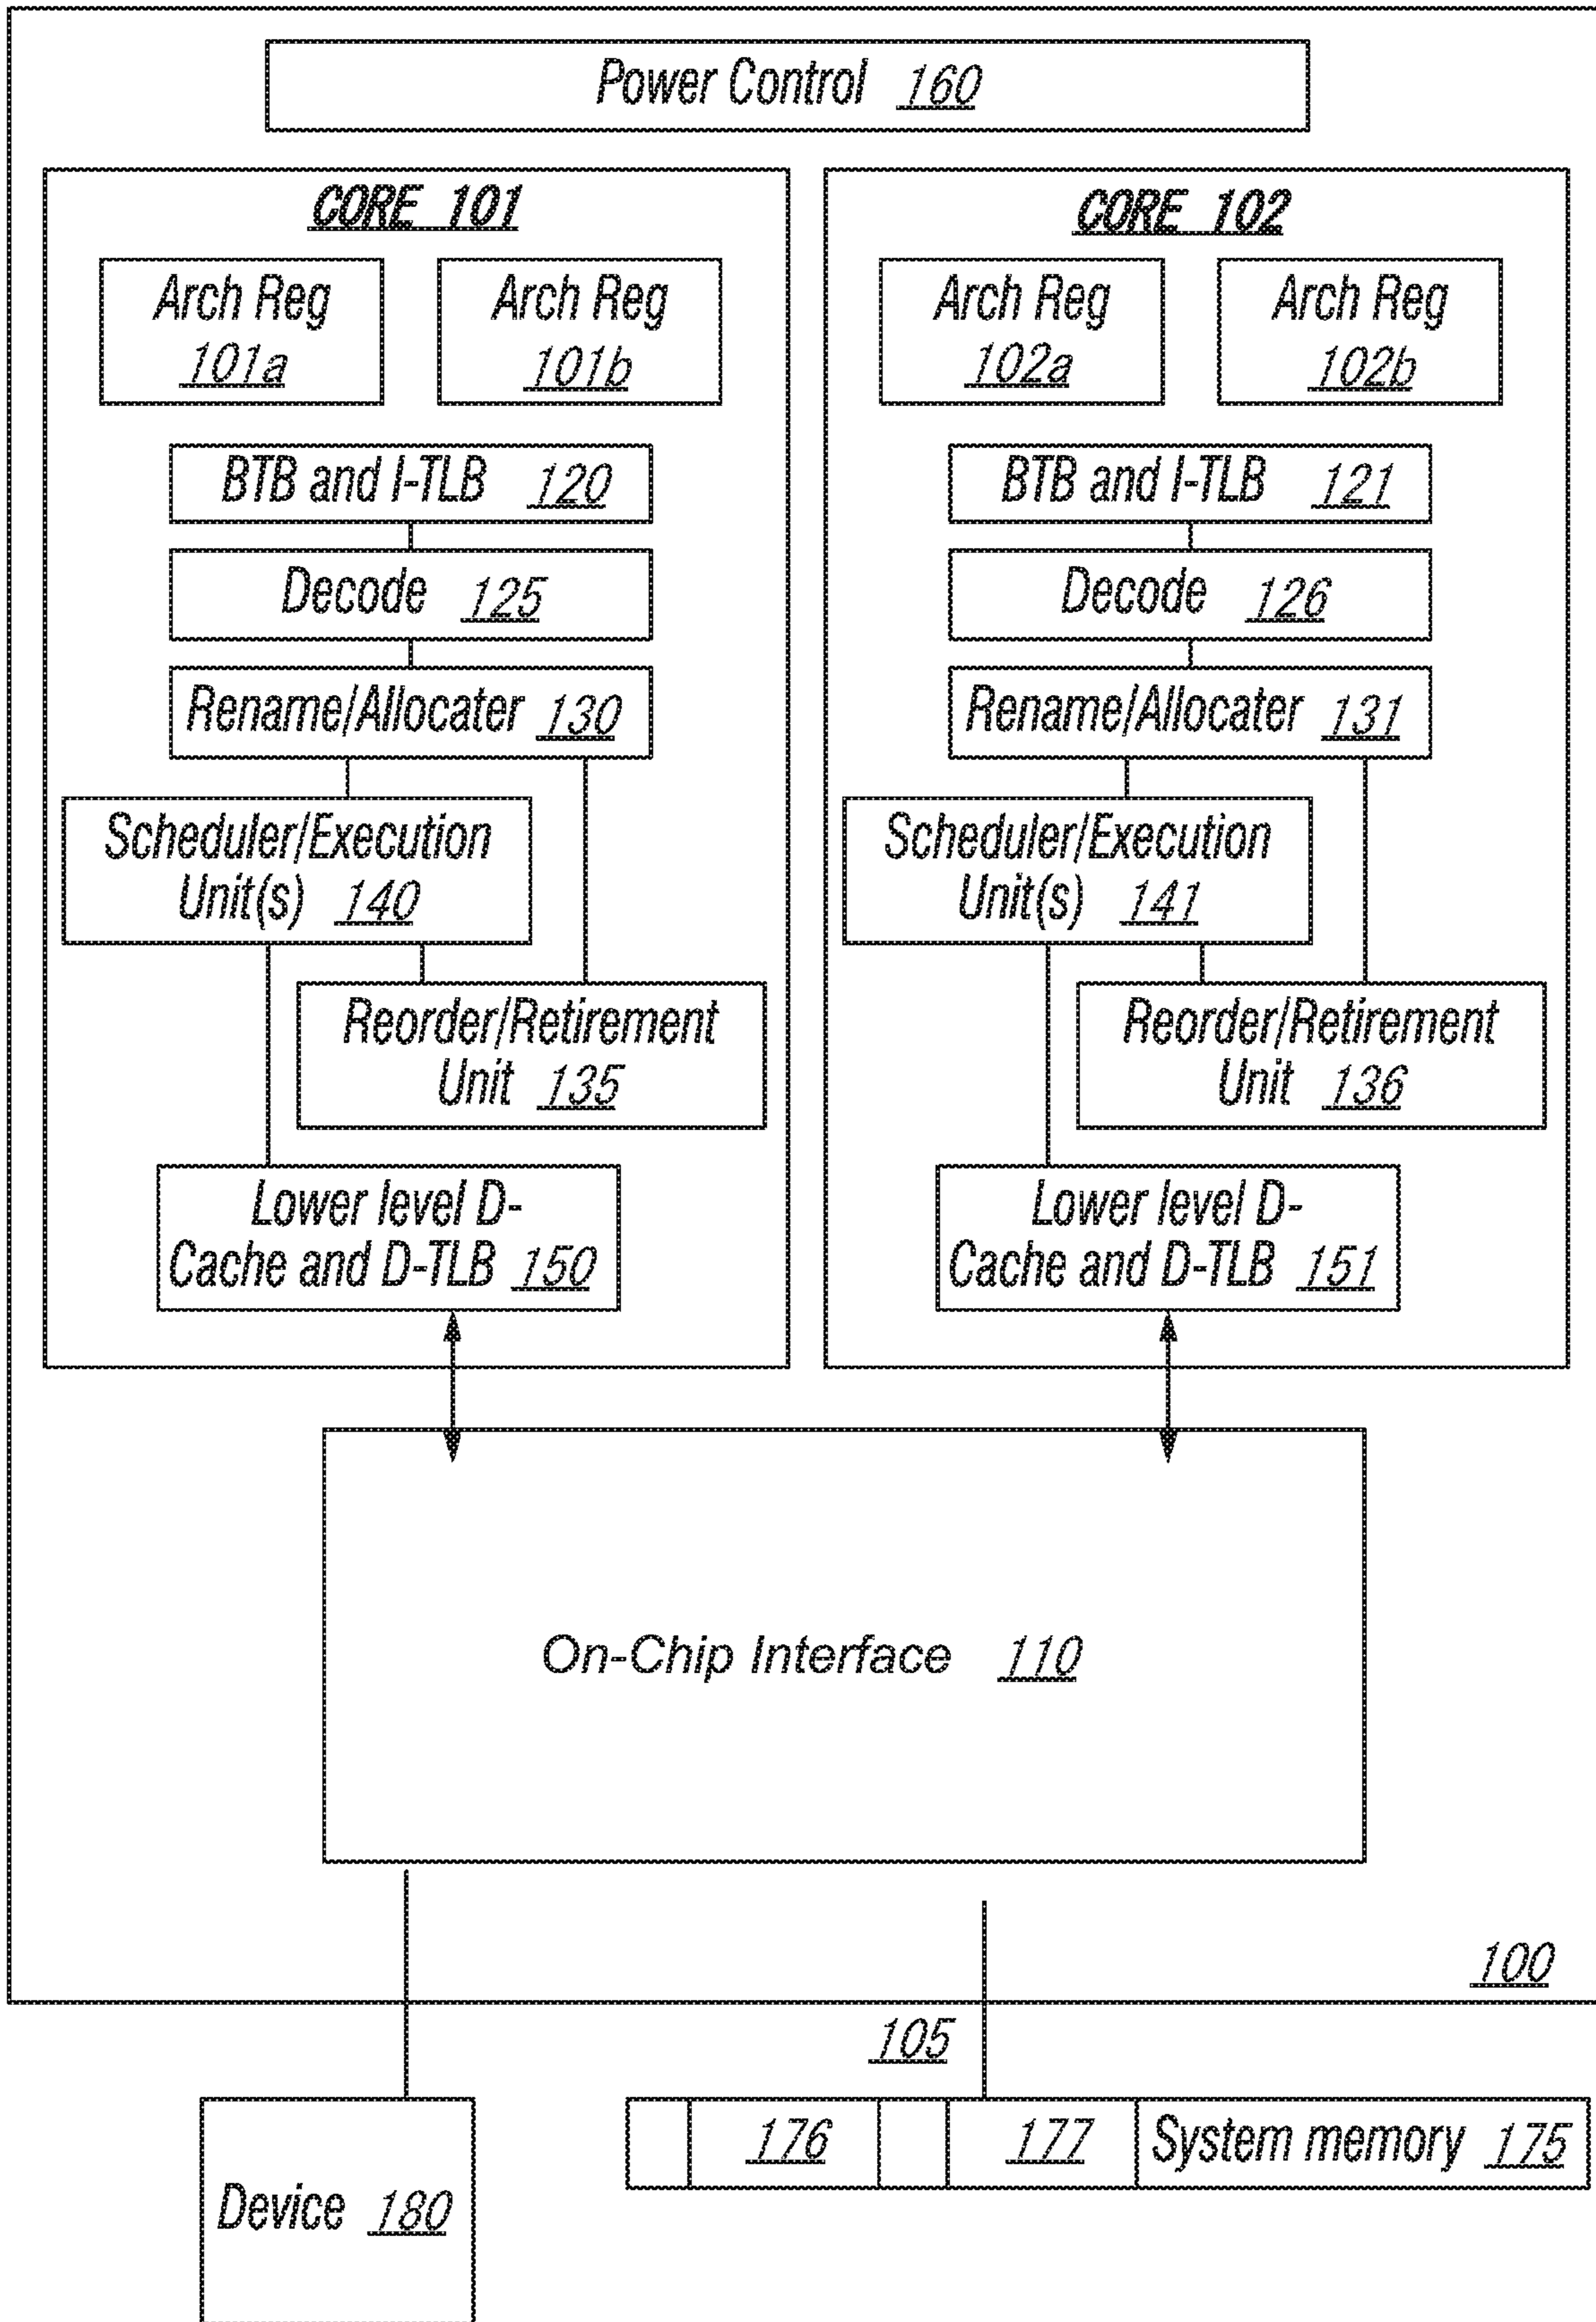 Power Control 160
CORE 101
Arch Reg
101a
Arch Reg
101b
BTB and I-TLB 120
Decode 125
Rename/Allocater 130
Scheduler/Execution
Unit(s) 140
Reorder/Retirement
Unit 135
Lower level D-
Cache and D-TLB 150
CORE 102
Arch Reg
102a
Arch Reg
102b
BTB and I-TLB 121
Decode 126
Rename/Allocater 131
Scheduler/Execution
Unit(s) 141
Reorder/Retirement
Unit 136
Lower level D-
Cache and D-TLB 151
On-Chip Interface 110
100
105
176
177
System memory 175
Device 180